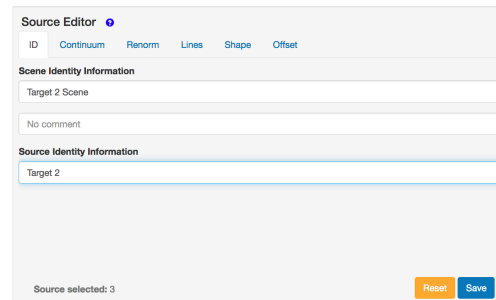 Source Editor ?
ID Continuum Renorm Lines Shape Offset
Scene Identity Information
Target 2 Scene
No comment
Source Identity Information
Target 2
Source selected: 3 Reset Save